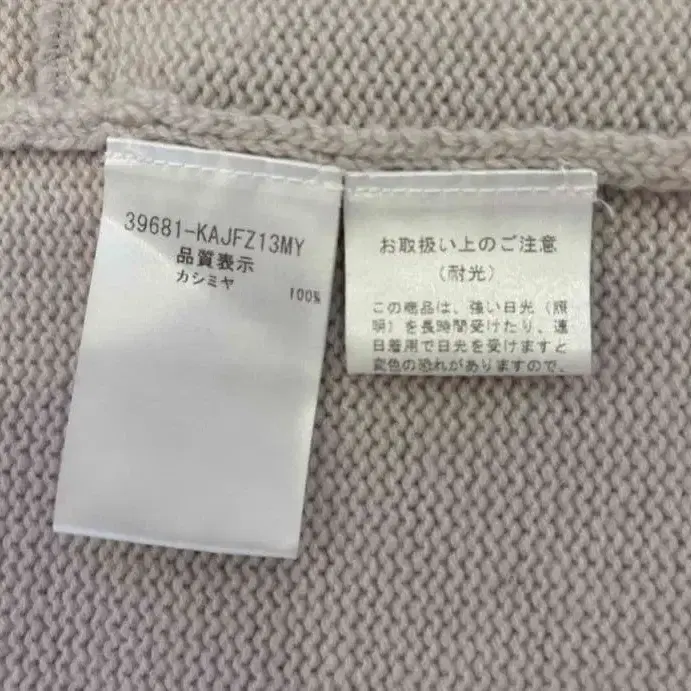 39681-KAJFZ13MY
品質表示
カシミヤ
100%
お取扱い上のご注意
(耐光)
この商品は、強い日光(照
明)を長時間受けたり、連
日着用で日光を受けますと
変色の恐れがありますので、